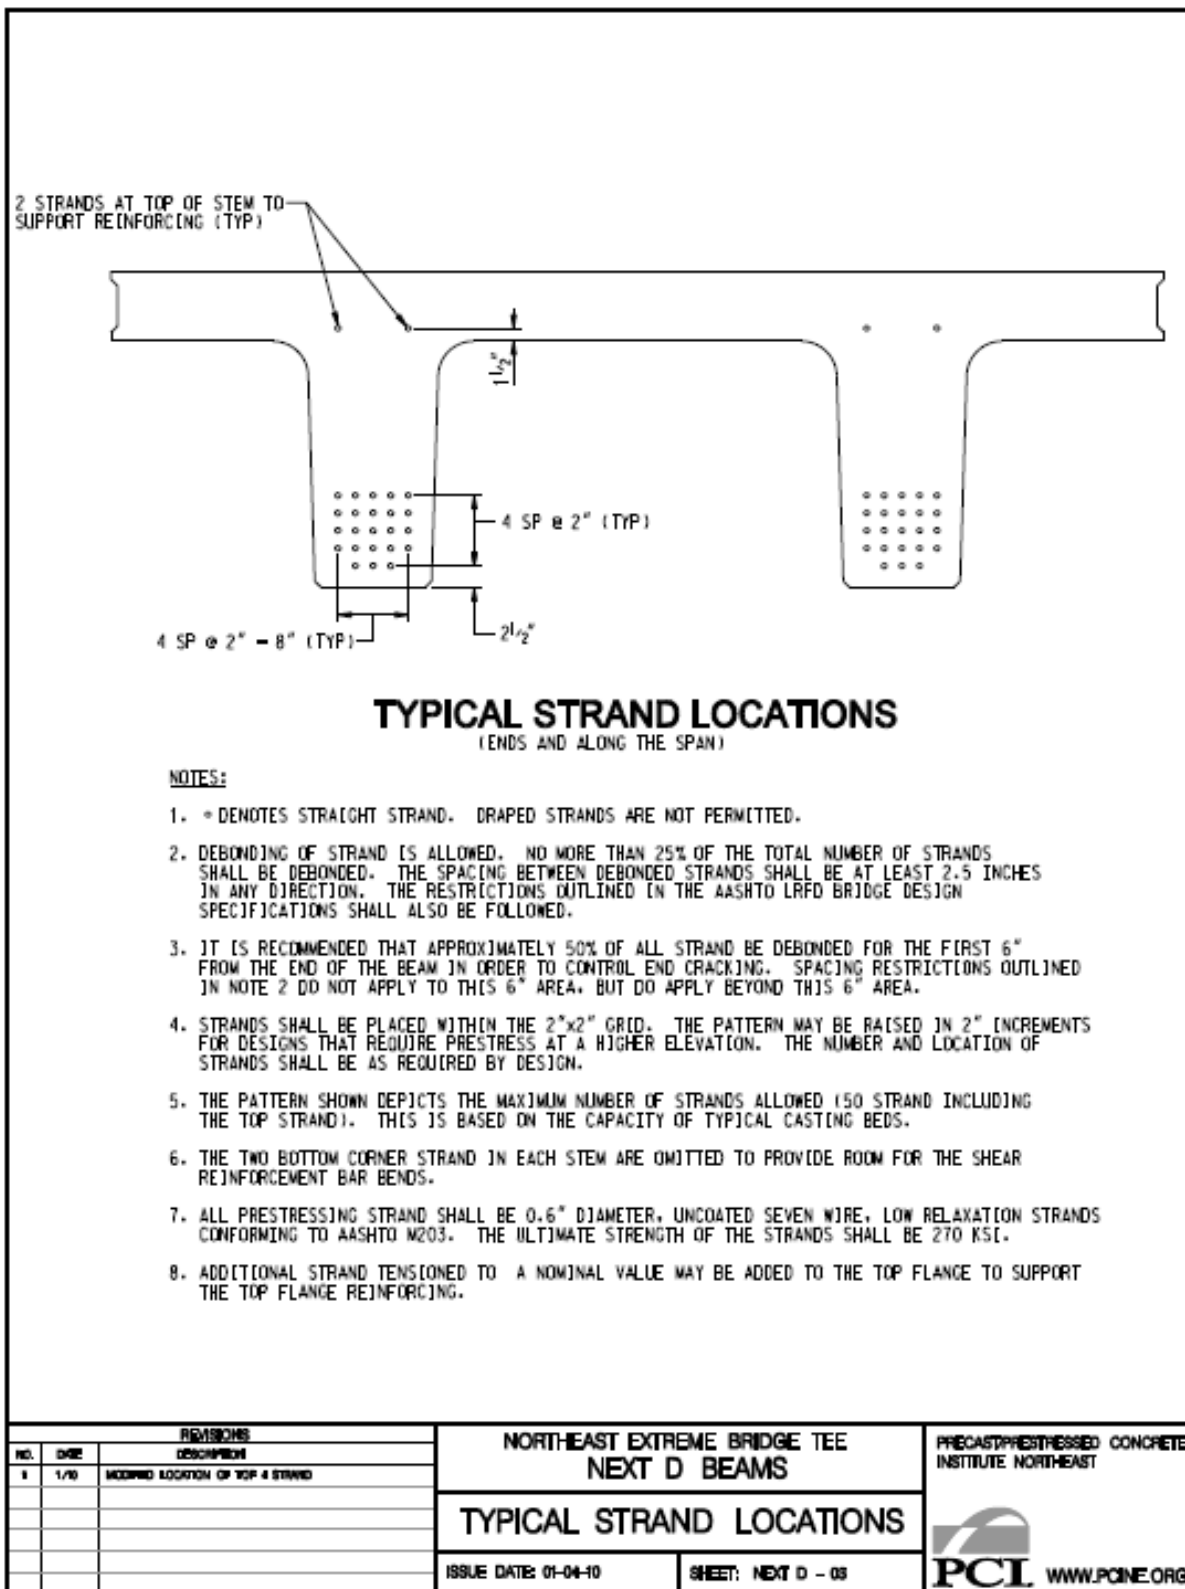 2 STRANDS AT TOP OF STEM TO
SUPPORT REINFORCING (TYP)
1 1/2"
4 SP @ 2" (TYP)
4 SP @ 2" = 8" (TYP)
2 1/2"
TYPICAL STRAND LOCATIONS
(ENDS AND ALONG THE SPAN)
NOTES:
1. ∘ DENOTES STRAIGHT STRAND. DRAPED STRANDS ARE NOT PERMITTED.
2. DEBONDING OF STRAND IS ALLOWED. NO MORE THAN 25% OF THE TOTAL NUMBER OF STRANDS
SHALL BE DEBONDED. THE SPACING BETWEEN DEBONDED STRANDS SHALL BE AT LEAST 2.5 INCHES
IN ANY DIRECTION. THE RESTRICTIONS OUTLINED IN THE AASHTO LRFD BRIDGE DESIGN
SPECIFICATIONS SHALL ALSO BE FOLLOWED.
3. IT IS RECOMMENDED THAT APPROXIMATELY 50% OF ALL STRAND BE DEBONDED FOR THE FIRST 6"
FROM THE END OF THE BEAM IN ORDER TO CONTROL END CRACKING. SPACING RESTRICTIONS OUTLINED
IN NOTE 2 DO NOT APPLY TO THIS 6" AREA, BUT DO APPLY BEYOND THIS 6" AREA.
4. STRANDS SHALL BE PLACED WITHIN THE 2"x2" GRID. THE PATTERN MAY BE RAISED IN 2" INCREMENTS
FOR DESIGNS THAT REQUIRE PRESTRESS AT A HIGHER ELEVATION. THE NUMBER AND LOCATION OF
STRANDS SHALL BE AS REQUIRED BY DESIGN.
5. THE PATTERN SHOWN DEPICTS THE MAXIMUM NUMBER OF STRANDS ALLOWED (50 STRAND INCLUDING
THE TOP STRAND). THIS IS BASED ON THE CAPACITY OF TYPICAL CASTING BEDS.
6. THE TWO BOTTOM CORNER STRAND IN EACH STEM ARE OMITTED TO PROVIDE ROOM FOR THE SHEAR
REINFORCEMENT BAR BENDS.
7. ALL PRESTRESSING STRAND SHALL BE 0.6" DIAMETER, UNCOATED SEVEN WIRE, LOW RELAXATION STRANDS
CONFORMING TO AASHTO M203. THE ULTIMATE STRENGTH OF THE STRANDS SHALL BE 270 KSI.
8. ADDITIONAL STRAND TENSIONED TO A NOMINAL VALUE MAY BE ADDED TO THE TOP FLANGE TO SUPPORT
THE TOP FLANGE REINFORCING.
REVISIONS
NO. DATE DESCRIPTION
1 1/10 MODIFIED LOCATION OF TOP 4 STRAND
NORTHEAST EXTREME BRIDGE TEE
NEXT D BEAMS
TYPICAL STRAND LOCATIONS
ISSUE DATE: 01-04-10
SHEET: NEXT D - 03
PRECAST/PRESTRESSED CONCRETE
INSTITUTE NORTHEAST
PCI WWW.PCINE.ORG